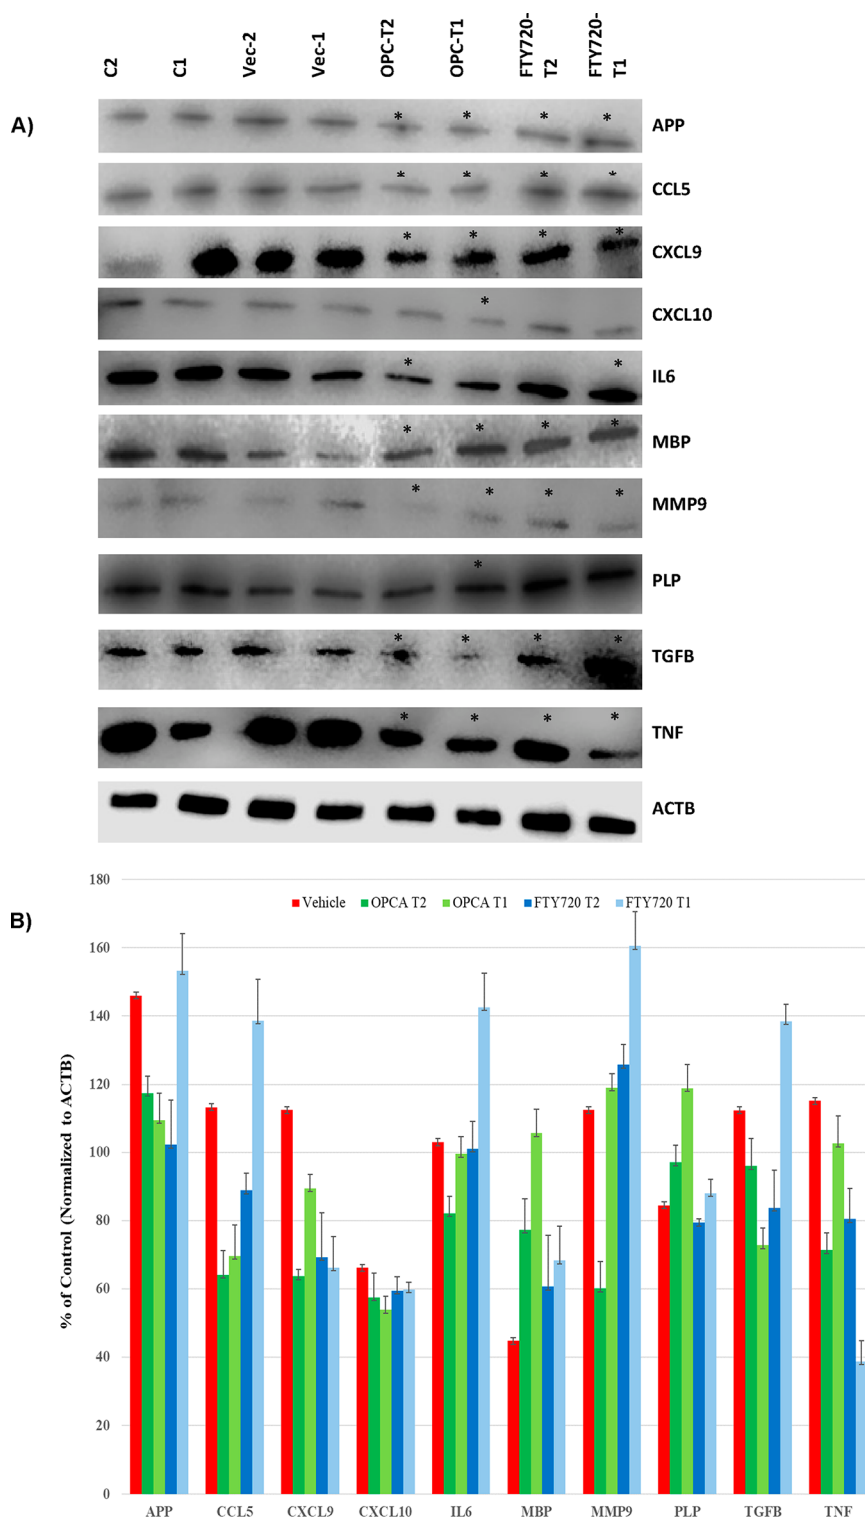 C2 C1 Vec-2 Vec-1 OPC-T2 OPC-T1 FTY720-T2 FTY720-T1
A)
* * * * APP
* * * * CCL5
* * * * CXCL9
* CXCL10
* * IL6
* * * * MBP
* * * * MMP9
* PLP
* * * * TGFB
* * * * TNF
ACTB
B)
Vehicle OPCA T2 OPCA T1 FTY720 T2 FTY720 T1
% of Control (Normalized to ACTB)
180
160
140
120
100
80
60
40
20
0
APP CCL5 CXCL9 CXCL10 IL6 MBP MMP9 PLP TGFB TNF